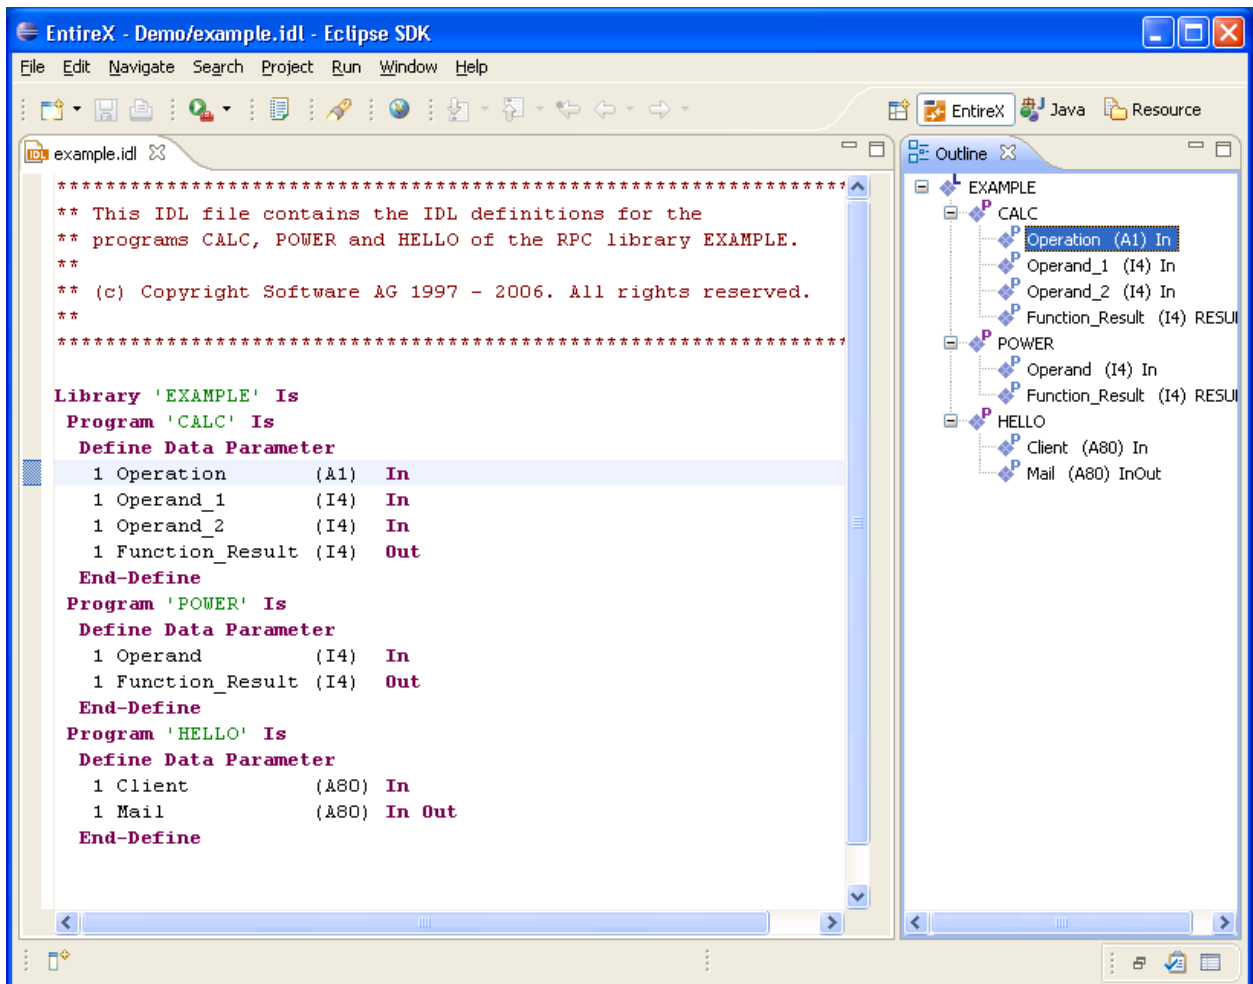 EntireX - Demo/example.idl - Eclipse SDK
File Edit Navigate Search Project Run Window Help
EntireX Java Resource
example.idl
*****************************************************************
** This IDL file contains the IDL definitions for the
** programs CALC, POWER and HELLO of the RPC library EXAMPLE.
**
** (c) Copyright Software AG 1997 - 2006. All rights reserved.
**
*****************************************************************
Library 'EXAMPLE' Is
Program 'CALC' Is
Define Data Parameter
1 Operation (A1) In
1 Operand_1 (I4) In
1 Operand_2 (I4) In
1 Function_Result (I4) Out
End-Define
Program 'POWER' Is
Define Data Parameter
1 Operand (I4) In
1 Function_Result (I4) Out
End-Define
Program 'HELLO' Is
Define Data Parameter
1 Client (A80) In
1 Mail (A80) In Out
End-Define
Outline
EXAMPLE
CALC
Operation (A1) In
Operand_1 (I4) In
Operand_2 (I4) In
Function_Result (I4) RESU
POWER
Operand (I4) In
Function_Result (I4) RESU
HELLO
Client (A80) In
Mail (A80) InOut